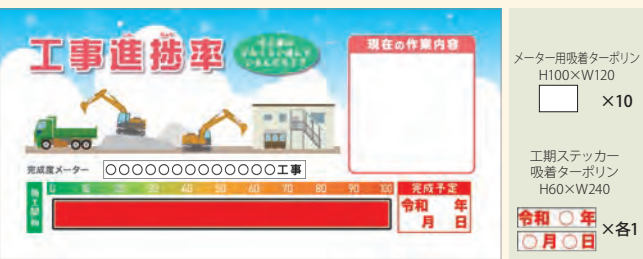 工事進捗率
現在の作業内容
完成度メーター
○○○○○○○○○○○○○工事
0 10 20 30 40 50 60 70 80 90 100
完成予定
令和 年
月 日
メーター用吸着ターポリン
H100×W120
×10
工期ステッカー
吸着ターポリン
H60×W240
令和 ○ 年
○月○日
×各1